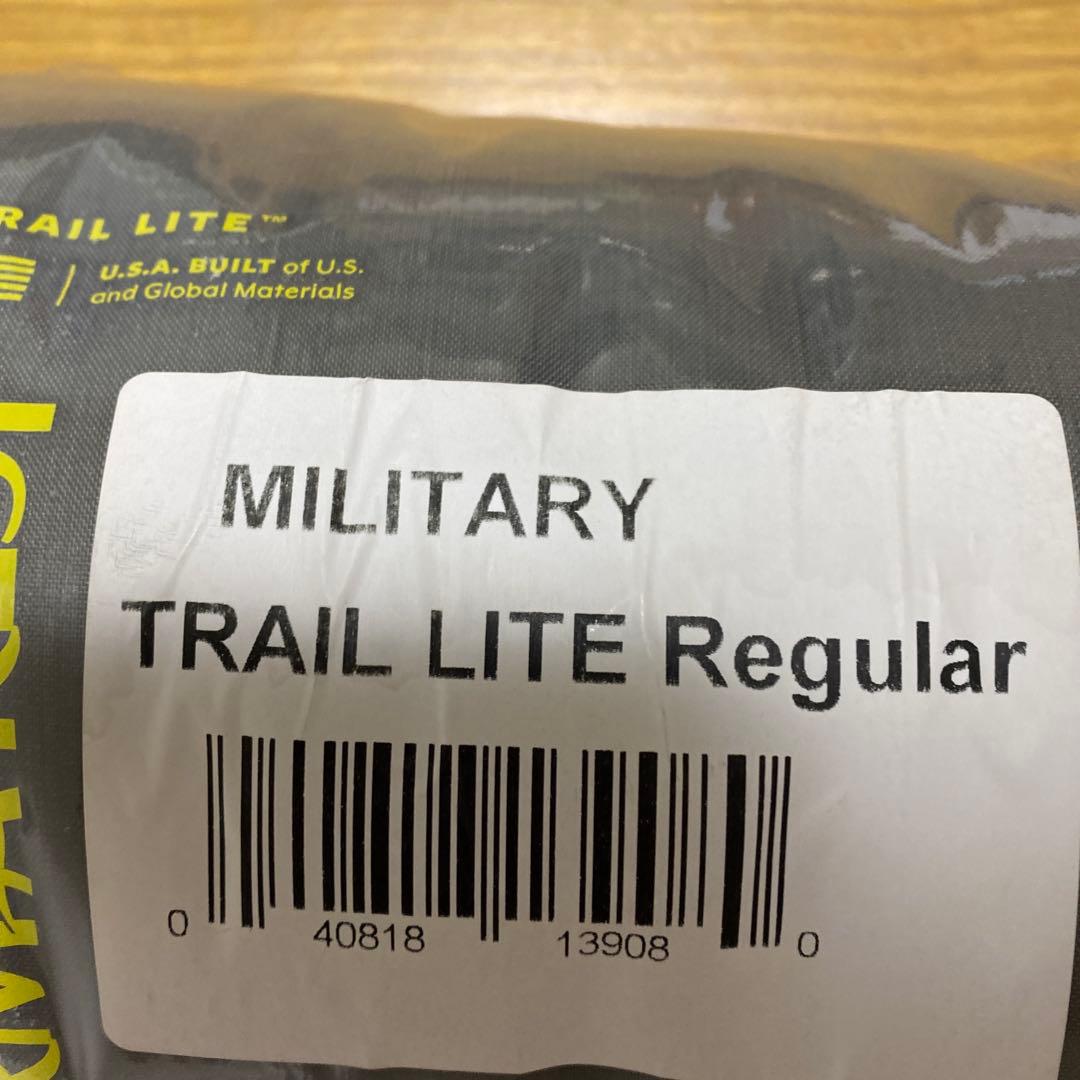 RAIL LITE™
U.S.A. BUILT of U.S.
and Global Materials
MILITARY
TRAIL LITE Regular
0 40818 13908 0